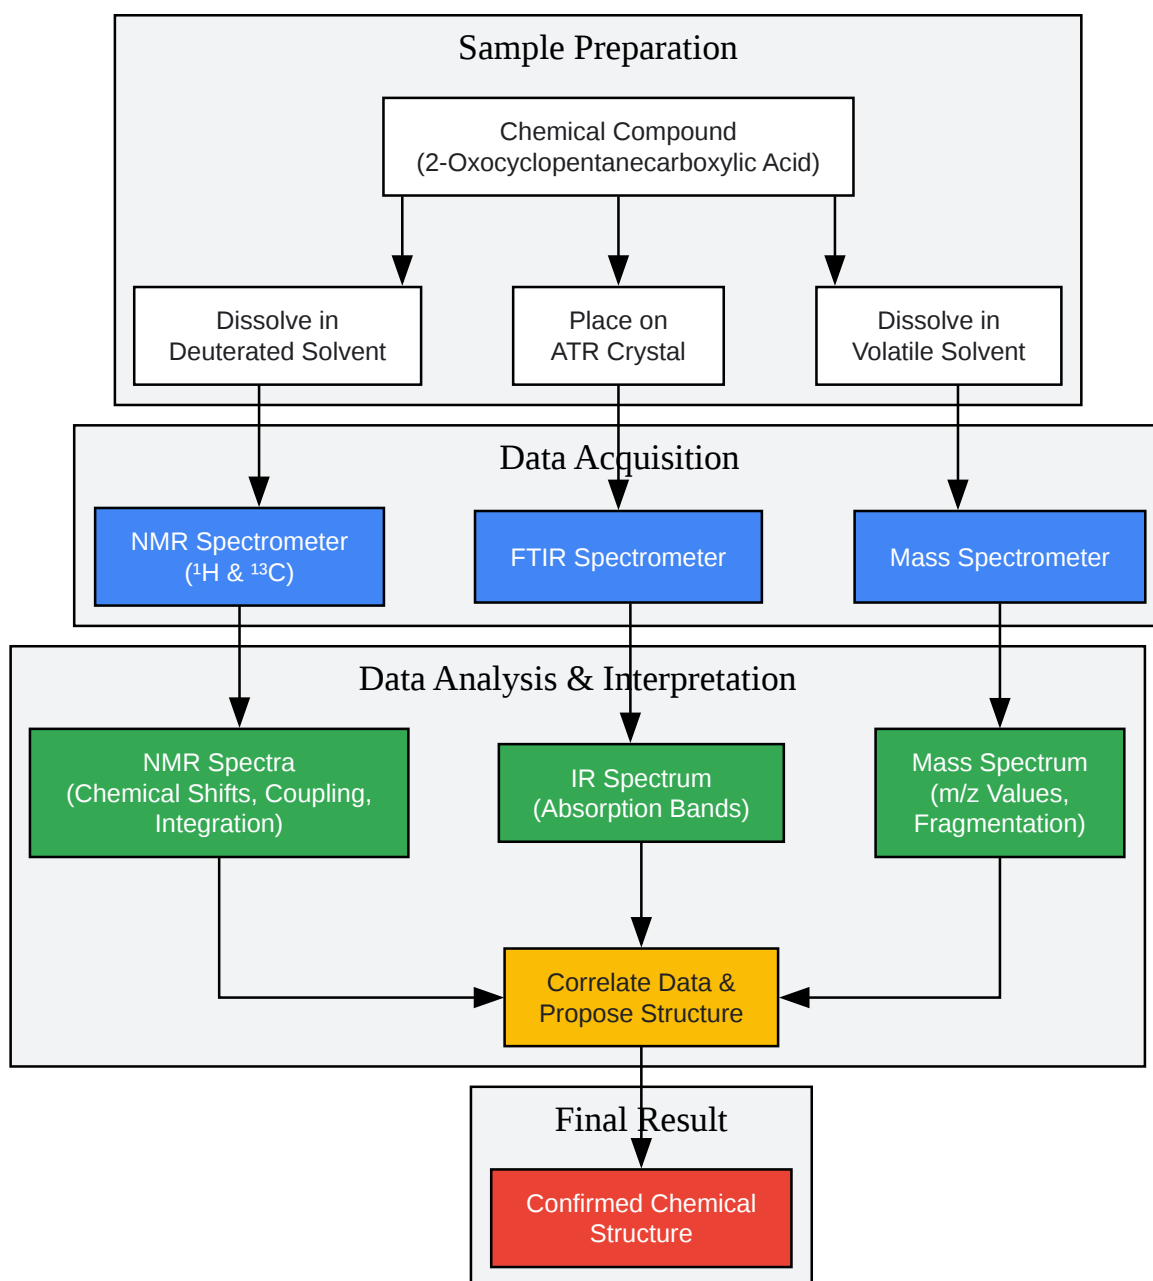 Sample Preparation
Chemical Compound
(2-Oxocyclopentanecarboxylic Acid)
Dissolve in
Deuterated Solvent
Place on
ATR Crystal
Dissolve in
Volatile Solvent
Data Acquisition
NMR Spectrometer
(¹H & ¹³C)
FTIR Spectrometer
Mass Spectrometer
Data Analysis & Interpretation
NMR Spectra
(Chemical Shifts, Coupling,
Integration)
IR Spectrum
(Absorption Bands)
Mass Spectrum
(m/z Values,
Fragmentation)
Correlate Data &
Propose Structure
Final Result
Confirmed Chemical
Structure